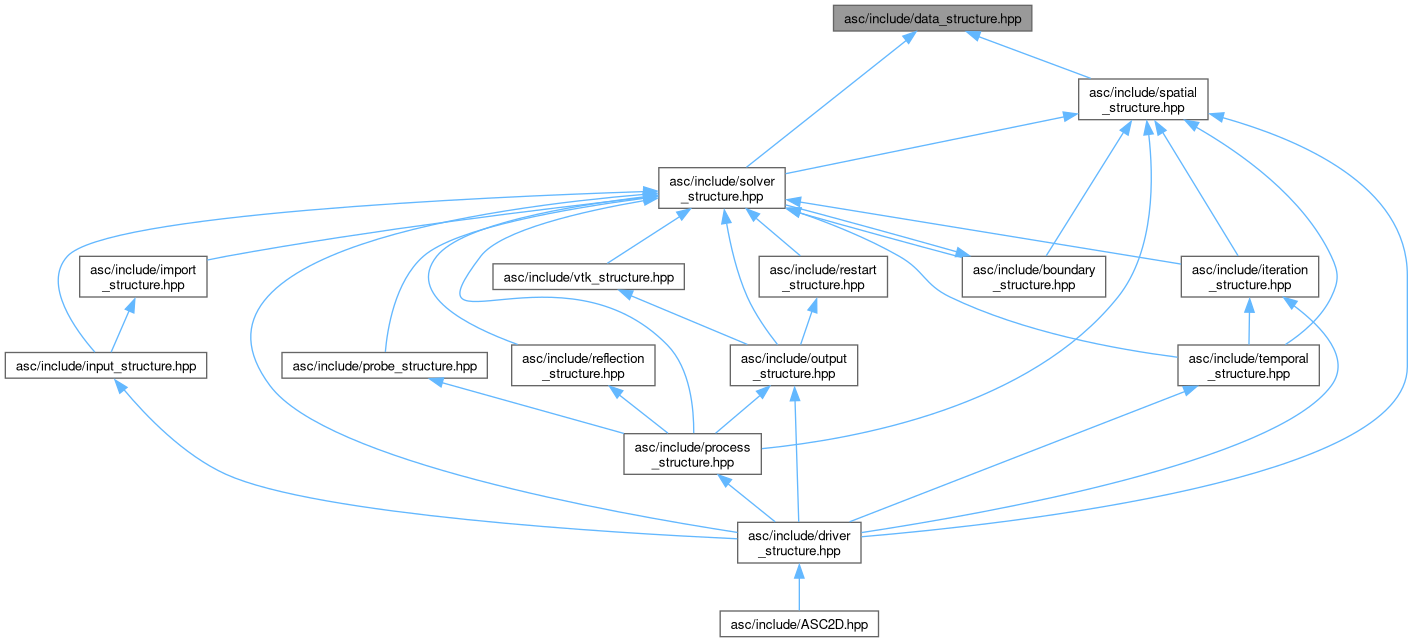 asc/include/data_structure.hpp
asc/include/spatial
_structure.hpp
asc/include/solver
_structure.hpp
asc/include/import
_structure.hpp
asc/include/vtk_structure.hpp
asc/include/restart
_structure.hpp
asc/include/boundary
_structure.hpp
asc/include/iteration
_structure.hpp
asc/include/input_structure.hpp
asc/include/probe_structure.hpp
asc/include/reflection
_structure.hpp
asc/include/output
_structure.hpp
asc/include/temporal
_structure.hpp
asc/include/process
_structure.hpp
asc/include/driver
_structure.hpp
asc/include/ASC2D.hpp